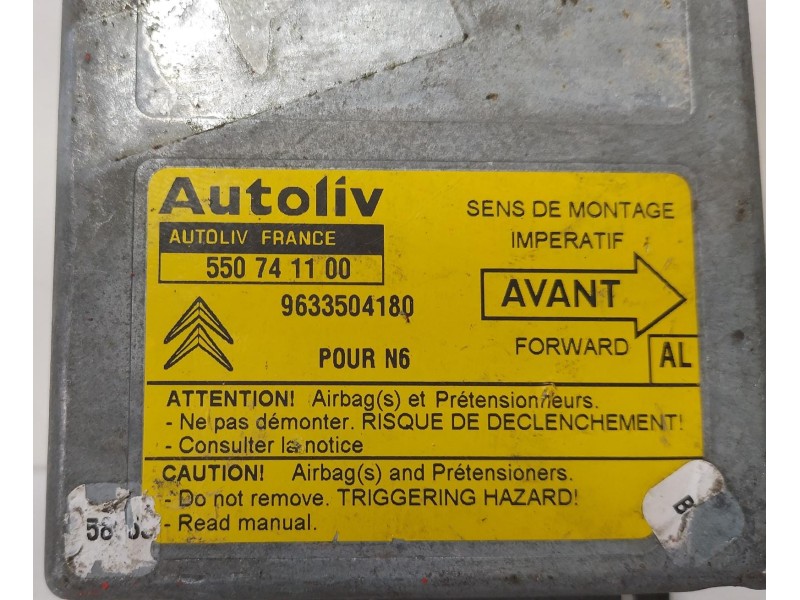 Autoliv
AUTOLIV FRANCE
550 74 11 00
9633504180
POUR N6
SENS DE MONTAGE
IMPERATIF
AVANT
FORWARD
AL
ATTENTION! Airbag(s) et Prétensionneurs.
- Ne pas démonter. RISQUE DE DECLENCHEMENT!
- Consulter la notice
CAUTION! Airbag(s) and Prétensioners.
- Do not remove. TRIGGERING HAZARD!
- Read manual.
58
B